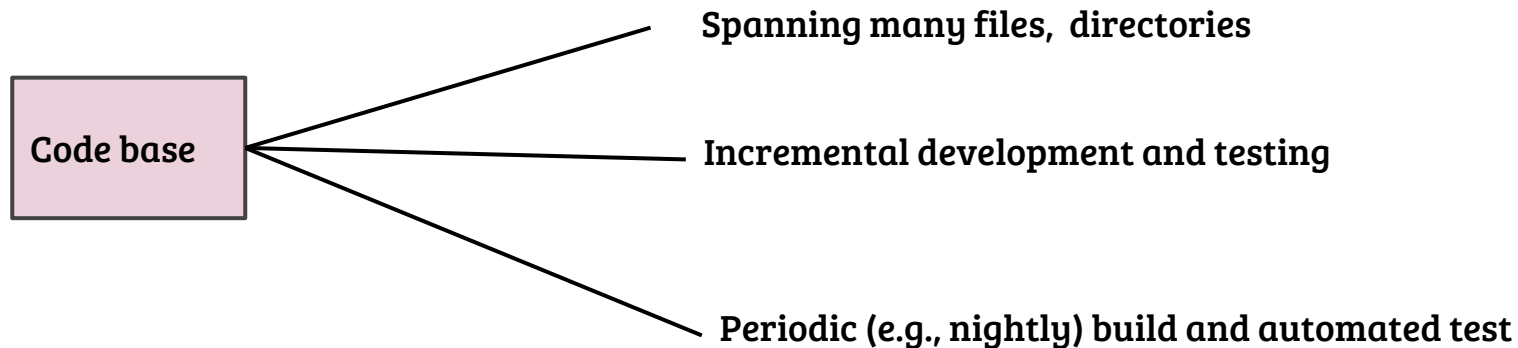 Spanning many files, directories
Code base
Incremental development and testing
Periodic (e.g., nightly) build and automated test